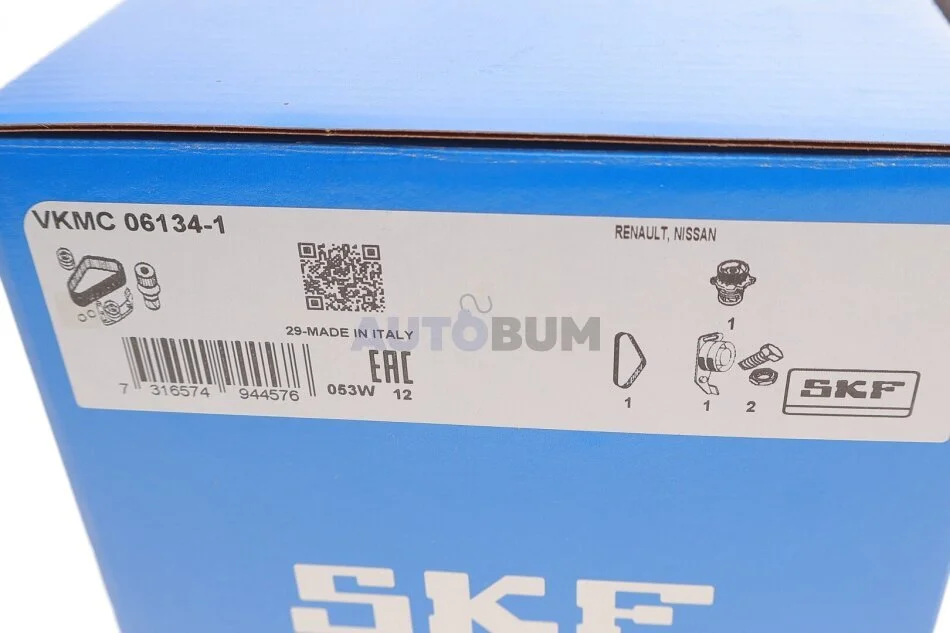 VKMC 06134-1
RENAULT, NISSAN
29-MADE IN ITALY
AUTOBUM
7 316574 944576
053W
EAC
12
1
1
1
2
SKF
SKF